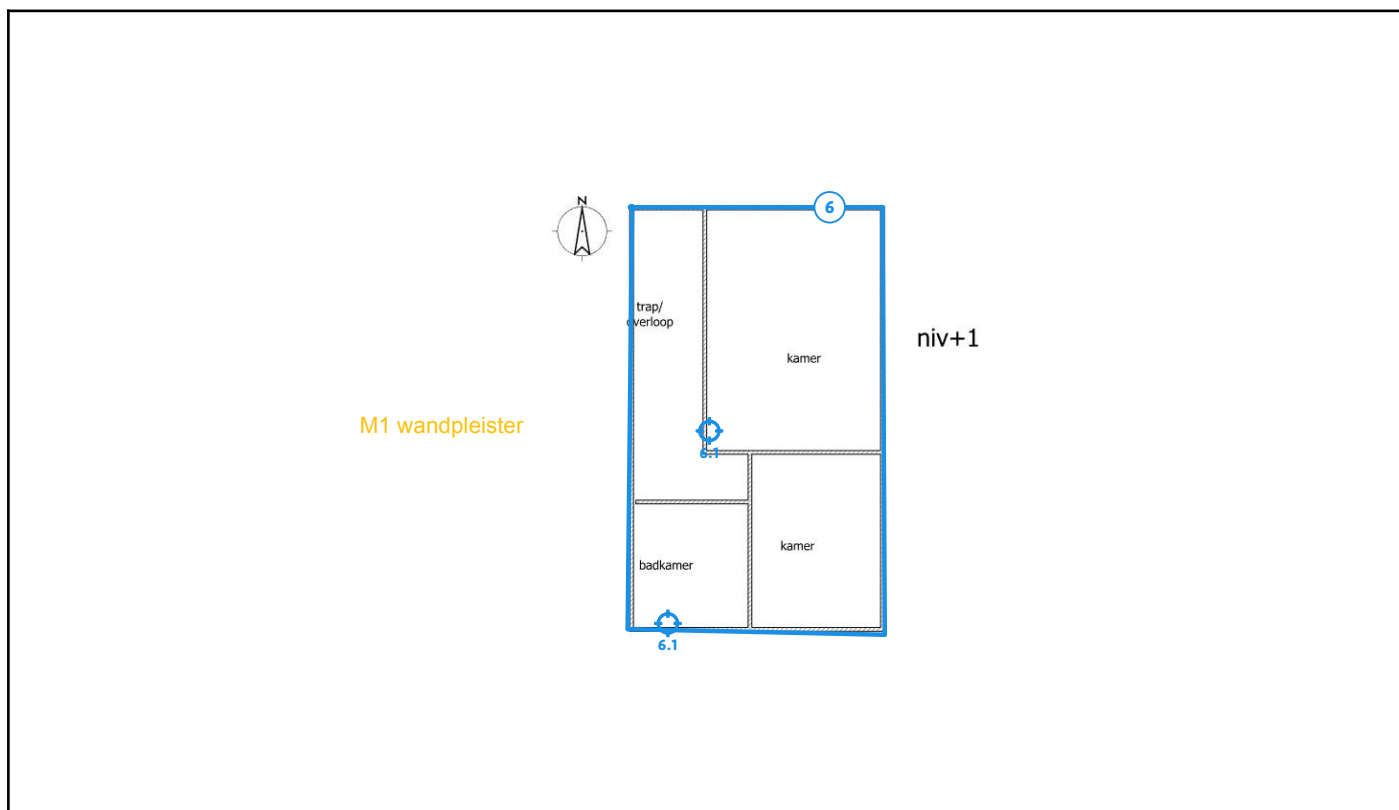 N
6
trap/
overloop
niv+1
kamer
M1 wandpleister
6.1
kamer
badkamer
6.1